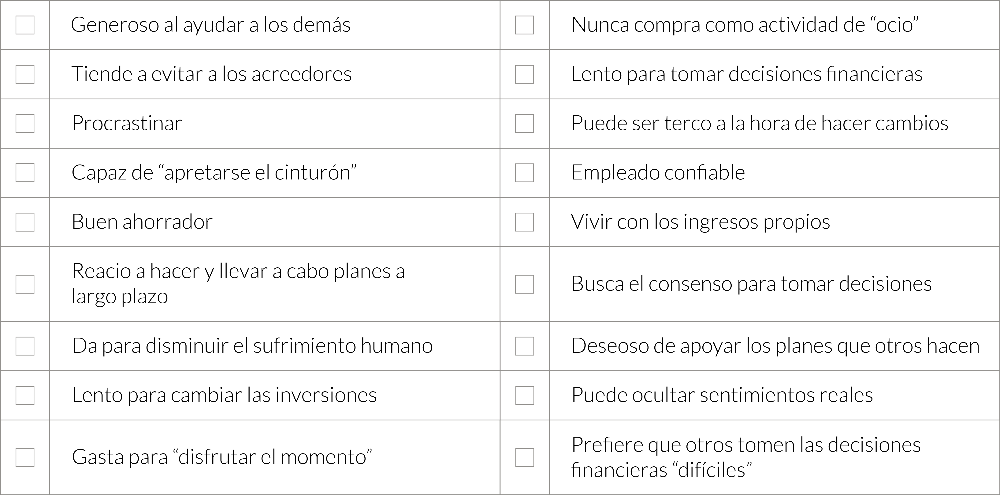 Generoso al ayudar a los demás
Nunca compra como actividad de “ocio”
Tiende a evitar a los acreedores
Lento para tomar decisiones financieras
Procrastinar
Puede ser terco a la hora de hacer cambios
Capaz de “apretarse el cinturón”
Empleado confiable
Buen ahorrador
Vivir con los ingresos propios
Reacio a hacer y llevar a cabo planes a
largo plazo
Busca el consenso para tomar decisiones
Da para disminuir el sufrimiento humano
Deseoso de apoyar los planes que otros hacen
Lento para cambiar las inversiones
Puede ocultar sentimientos reales
Gasta para “disfrutar el momento”
Prefiere que otros tomen las decisiones
financieras “difíciles”